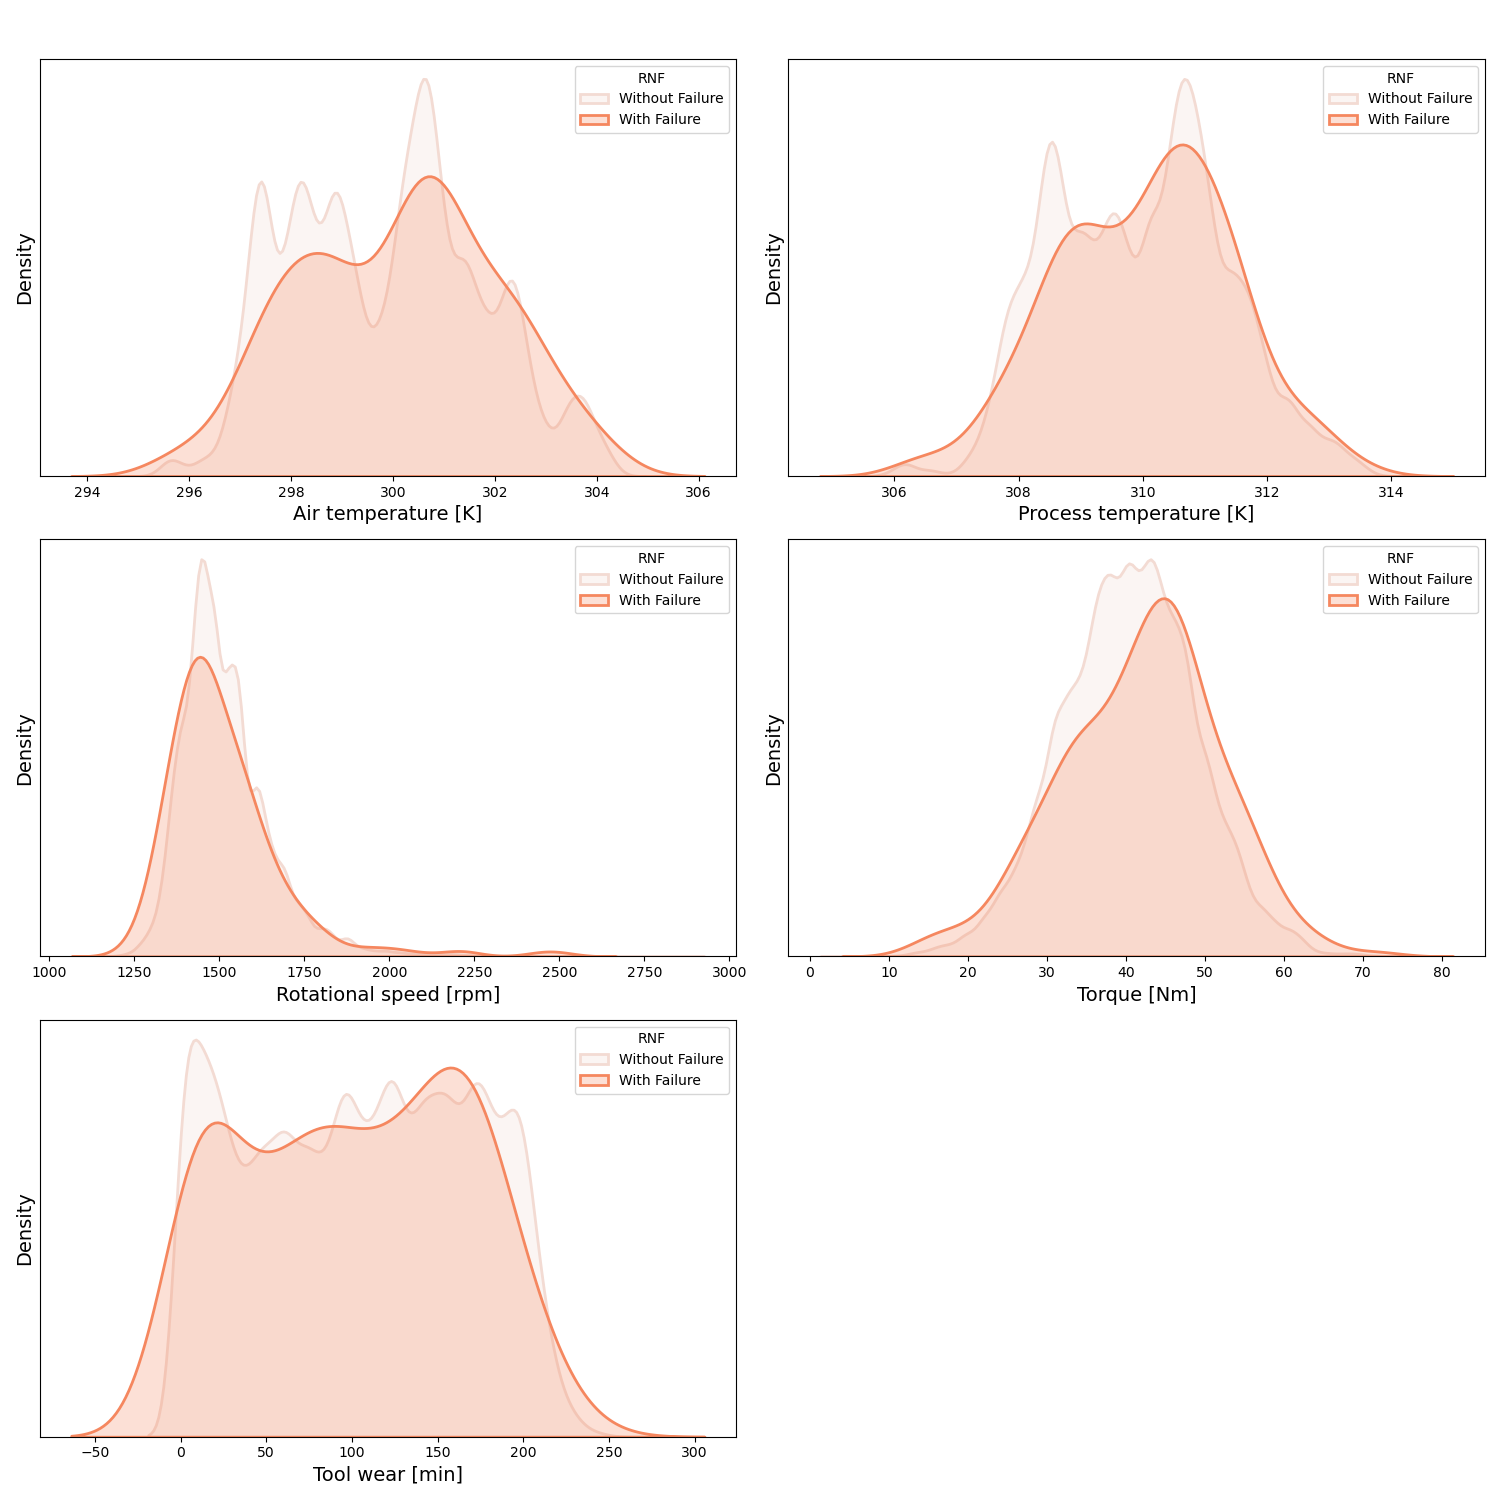 RNF
Without Failure
With Failure
Density
294 296 298 300 302 304 306
Air temperature [K]
RNF
Without Failure
With Failure
Density
306 308 310 312 314
Process temperature [K]
RNF
Without Failure
With Failure
Density
1000 1250 1500 1750 2000 2250 2500 2750 3000
Rotational speed [rpm]
RNF
Without Failure
With Failure
Density
0 10 20 30 40 50 60 70 80
Torque [Nm]
RNF
Without Failure
With Failure
Density
−50 0 50 100 150 200 250 300
Tool wear [min]